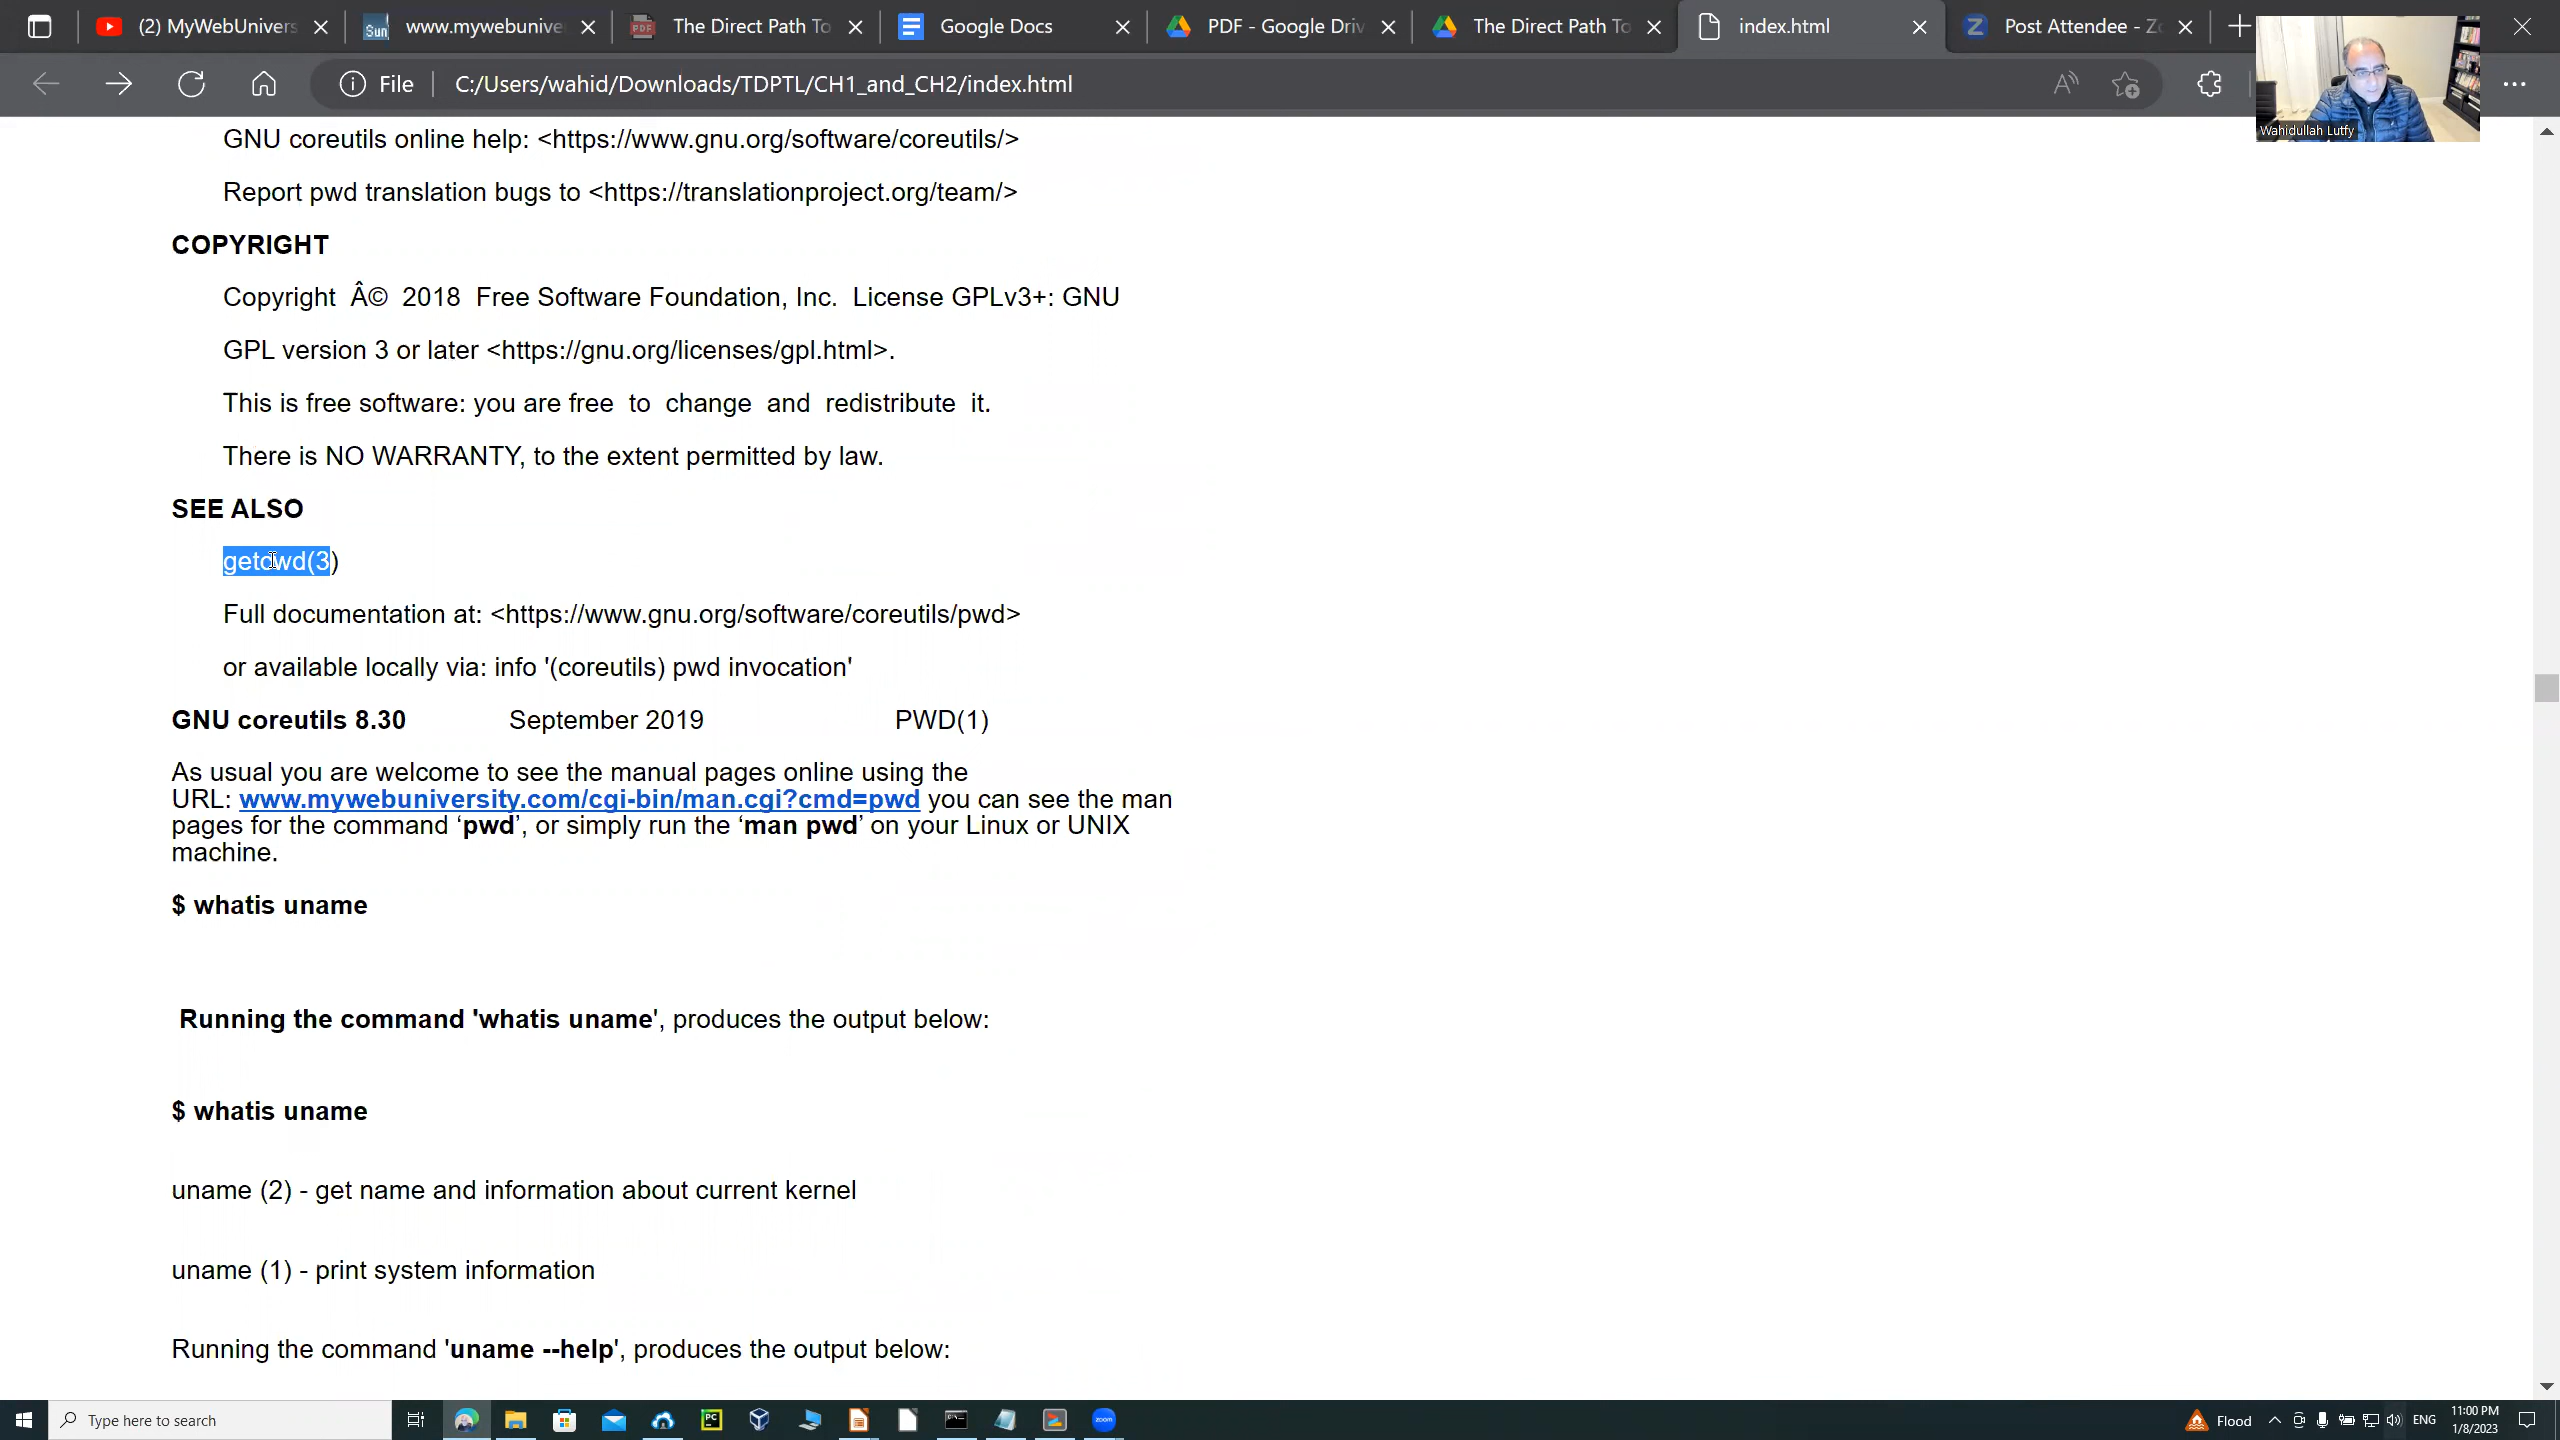 (2) MyWebUnivers
Sun
www.mywebunive
PDF
The Direct Path To
Google Docs
PDF - Google Driv
The Direct Path To
index.html
Z
Post Attendee - Zo
File
C:/Users/wahid/Downloads/TDPTL/CH1_and_CH2/index.html
Wahidullah Lutfy
GNU coreutils online help: <https://www.gnu.org/software/coreutils/>
Report pwd translation bugs to <https://translationproject.org/team/>
COPYRIGHT
Copyright Â© 2018 Free Software Foundation, Inc. License GPLv3+: GNU
GPL version 3 or later <https://gnu.org/licenses/gpl.html>.
This is free software: you are free to change and redistribute it.
There is NO WARRANTY, to the extent permitted by law.
SEE ALSO
getcwd(3)
Full documentation at: <https://www.gnu.org/software/coreutils/pwd>
or available locally via: info '(coreutils) pwd invocation'
GNU coreutils 8.30 September 2019 PWD(1)
As usual you are welcome to see the manual pages online using the
URL: www.mywebuniversity.com/cgi-bin/man.cgi?cmd=pwd you can see the man
pages for the command ‘pwd’, or simply run the ‘man pwd’ on your Linux or UNIX
machine.
$ whatis uname
Running the command 'whatis uname', produces the output below:
$ whatis uname
uname (2) - get name and information about current kernel
uname (1) - print system information
Running the command 'uname --help', produces the output below:
Type here to search
PC
zoom
Flood
ENG
11:00 PM
1/8/2023